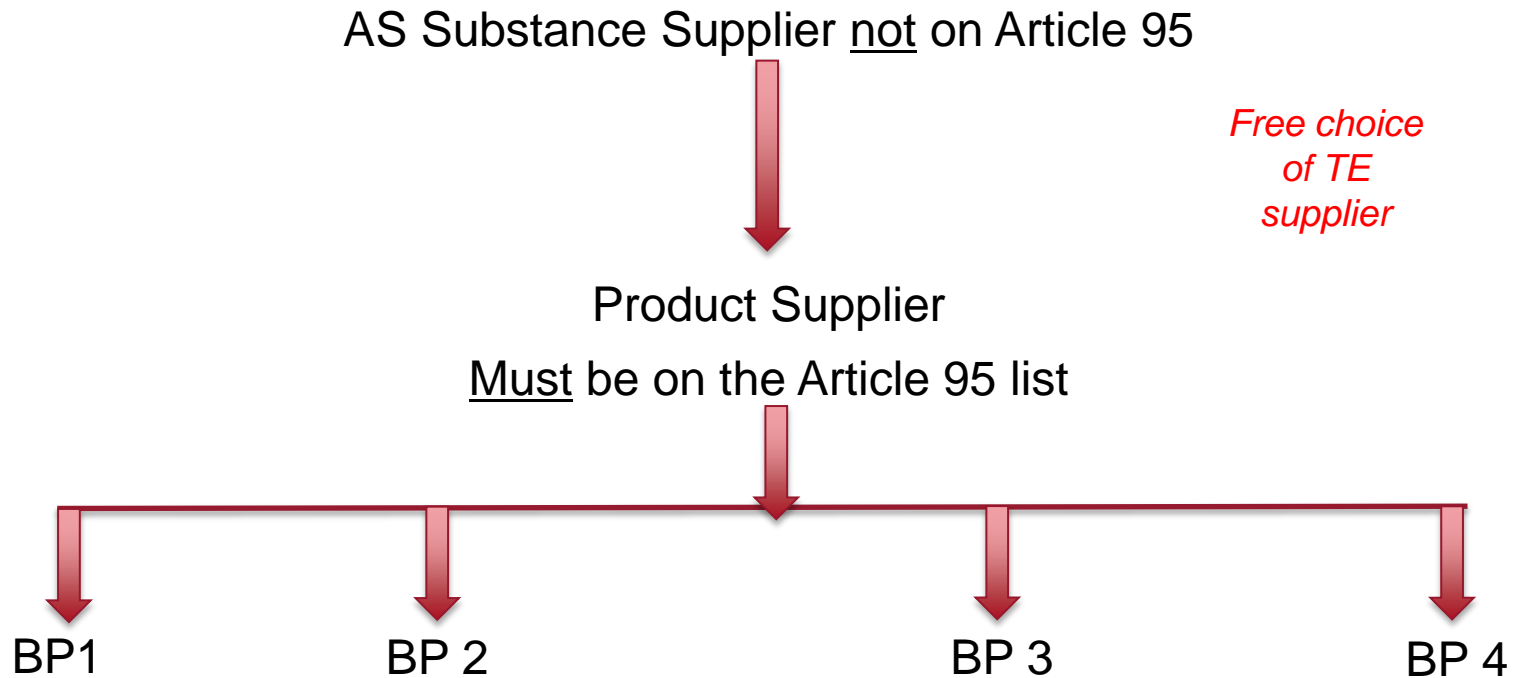 AS Substance Supplier not on Article 95
Free choice
of TE
supplier
Product Supplier
Must be on the Article 95 list
BP1
BP 2
BP 3
BP 4